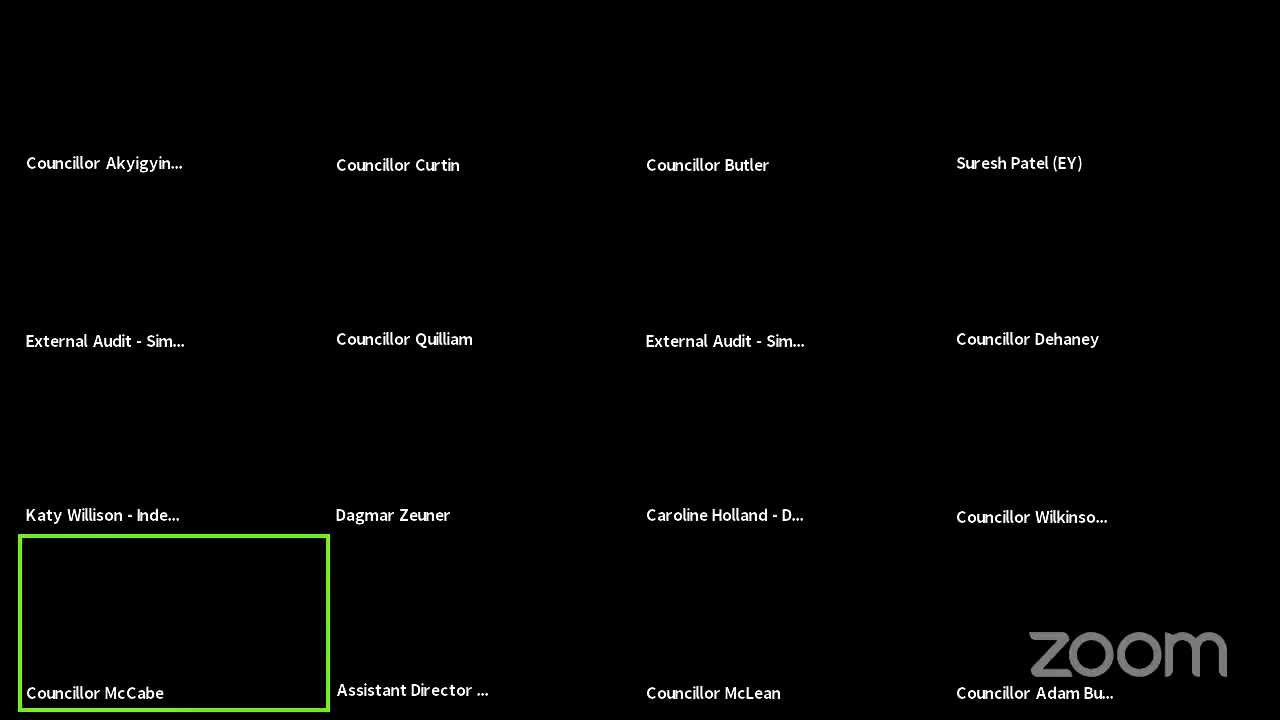 Councillor Akyigyin...
Councillor Curtin
Councillor Butler
Suresh Patel (EY)
External Audit - Sim...
Councillor Quilliam
External Audit - Sim...
Councillor Dehaney
Katy Willison - Inde...
Dagmar Zeuner
Caroline Holland - D...
Councillor Wilkinso...
Councillor McCabe
Assistant Director ...
Councillor McLean
Councillor Adam Bu...
zoom